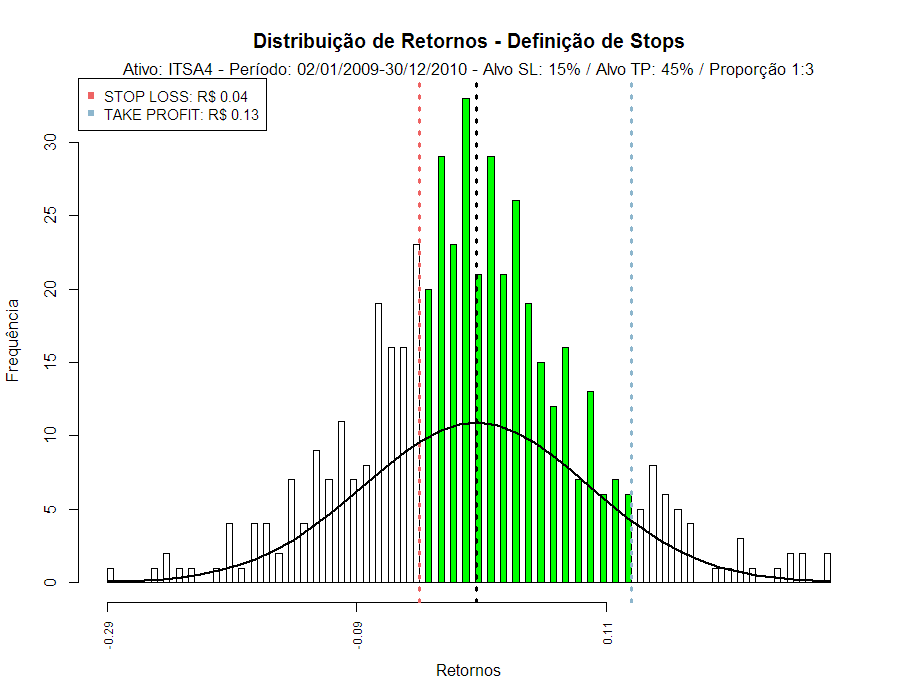 Distribuição de Retornos - Definição de Stops
Ativo: ITSA4 - Período: 02/01/2009-30/12/2010 - Alvo SL: 15% / Alvo TP: 45% / Proporção 1:3
STOP LOSS: R$ 0.04
TAKE PROFIT: R$ 0.13
30
25
20
15
10
5
0
Frequência
-0.29
-0.09
0.11
Retornos